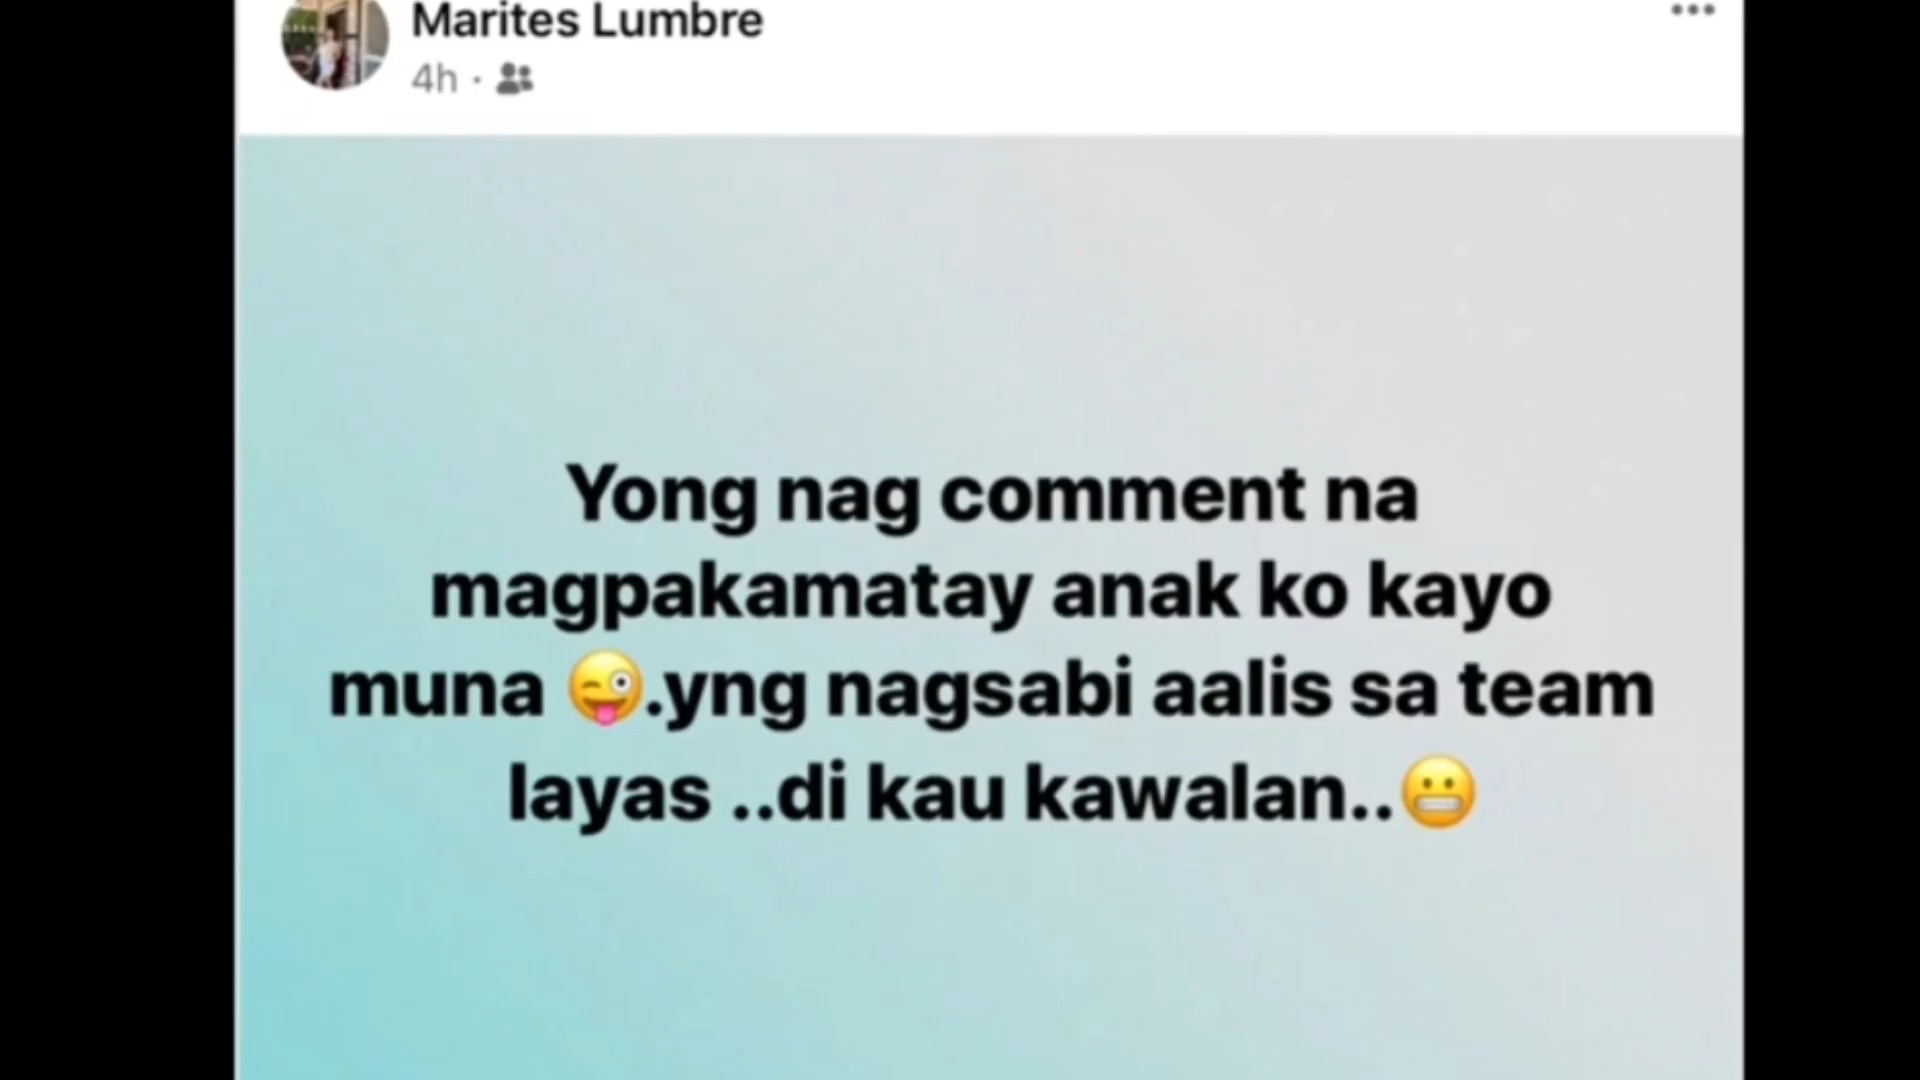 Marites Lumbre
4h ·
Yong nag comment na
magpakamatay anak ko kayo
muna 😜.yng nagsabi aalis sa team
layas ..di kau kawalan..😬